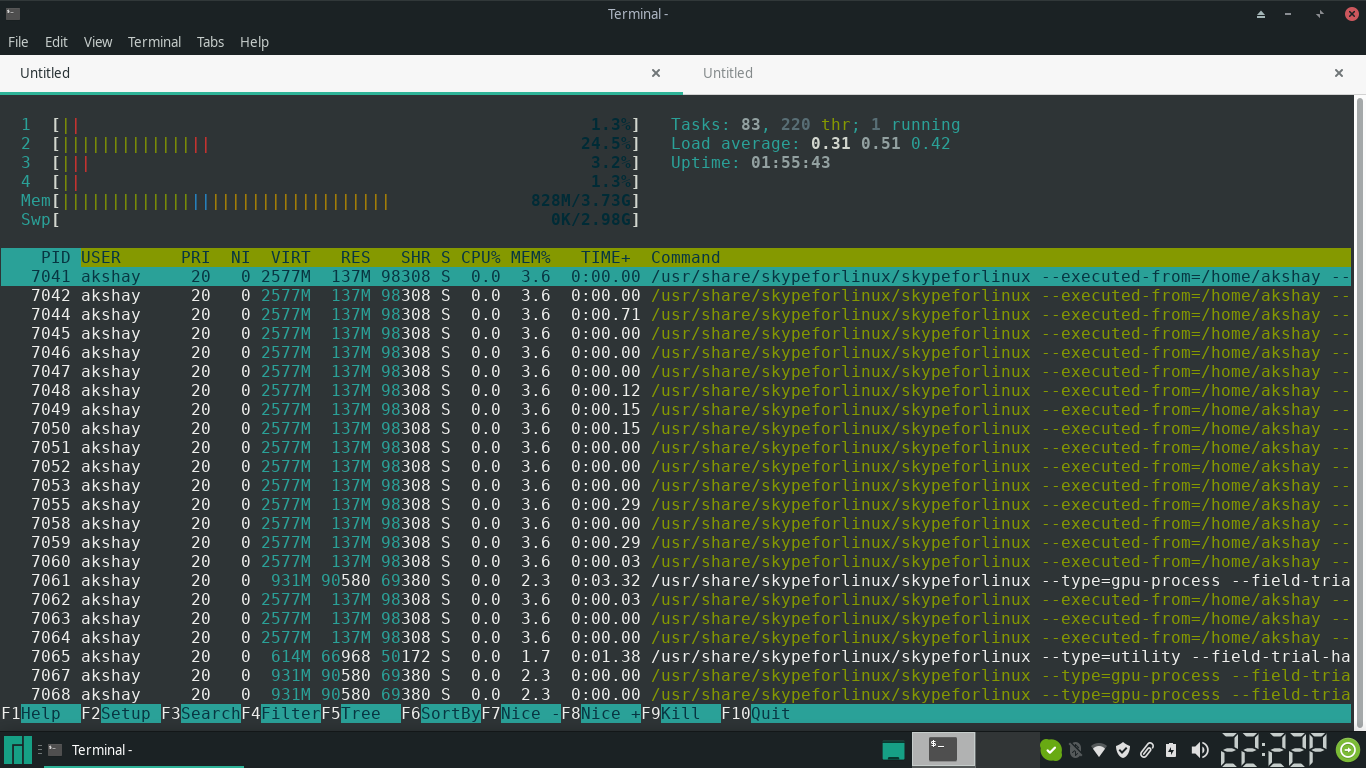 Terminal -
File Edit View Terminal Tabs Help
Untitled Untitled
1 [|| 1.3%] Tasks: 83, 220 thr; 1 running
2 [||||||||||||||| 24.5%] Load average: 0.31 0.51 0.42
3 [||| 3.2%] Uptime: 01:55:43
4 [|| 1.3%]
Mem[||||||||||||||||||||||||||||||||| 828M/3.73G]
Swp[ 0K/2.98G]
PID USER PRI NI VIRT RES SHR S CPU% MEM% TIME+ Command
7041 akshay 20 0 2577M 137M 98308 S 0.0 3.6 0:00.00 /usr/share/skypeforlinux/skypeforlinux --executed-from=/home/akshay --
7042 akshay 20 0 2577M 137M 98308 S 0.0 3.6 0:00.00 /usr/share/skypeforlinux/skypeforlinux --executed-from=/home/akshay --
7044 akshay 20 0 2577M 137M 98308 S 0.0 3.6 0:00.71 /usr/share/skypeforlinux/skypeforlinux --executed-from=/home/akshay --
7045 akshay 20 0 2577M 137M 98308 S 0.0 3.6 0:00.00 /usr/share/skypeforlinux/skypeforlinux --executed-from=/home/akshay --
7046 akshay 20 0 2577M 137M 98308 S 0.0 3.6 0:00.00 /usr/share/skypeforlinux/skypeforlinux --executed-from=/home/akshay --
7047 akshay 20 0 2577M 137M 98308 S 0.0 3.6 0:00.00 /usr/share/skypeforlinux/skypeforlinux --executed-from=/home/akshay --
7048 akshay 20 0 2577M 137M 98308 S 0.0 3.6 0:00.12 /usr/share/skypeforlinux/skypeforlinux --executed-from=/home/akshay --
7049 akshay 20 0 2577M 137M 98308 S 0.0 3.6 0:00.15 /usr/share/skypeforlinux/skypeforlinux --executed-from=/home/akshay --
7050 akshay 20 0 2577M 137M 98308 S 0.0 3.6 0:00.15 /usr/share/skypeforlinux/skypeforlinux --executed-from=/home/akshay --
7051 akshay 20 0 2577M 137M 98308 S 0.0 3.6 0:00.00 /usr/share/skypeforlinux/skypeforlinux --executed-from=/home/akshay --
7052 akshay 20 0 2577M 137M 98308 S 0.0 3.6 0:00.00 /usr/share/skypeforlinux/skypeforlinux --executed-from=/home/akshay --
7053 akshay 20 0 2577M 137M 98308 S 0.0 3.6 0:00.00 /usr/share/skypeforlinux/skypeforlinux --executed-from=/home/akshay --
7055 akshay 20 0 2577M 137M 98308 S 0.0 3.6 0:00.29 /usr/share/skypeforlinux/skypeforlinux --executed-from=/home/akshay --
7058 akshay 20 0 2577M 137M 98308 S 0.0 3.6 0:00.00 /usr/share/skypeforlinux/skypeforlinux --executed-from=/home/akshay --
7059 akshay 20 0 2577M 137M 98308 S 0.0 3.6 0:00.29 /usr/share/skypeforlinux/skypeforlinux --executed-from=/home/akshay --
7060 akshay 20 0 2577M 137M 98308 S 0.0 3.6 0:00.03 /usr/share/skypeforlinux/skypeforlinux --executed-from=/home/akshay --
7061 akshay 20 0 931M 90580 69380 S 0.0 2.3 0:03.32 /usr/share/skypeforlinux/skypeforlinux --type=gpu-process --field-tria
7062 akshay 20 0 2577M 137M 98308 S 0.0 3.6 0:00.03 /usr/share/skypeforlinux/skypeforlinux --executed-from=/home/akshay --
7063 akshay 20 0 2577M 137M 98308 S 0.0 3.6 0:00.00 /usr/share/skypeforlinux/skypeforlinux --executed-from=/home/akshay --
7064 akshay 20 0 2577M 137M 98308 S 0.0 3.6 0:00.00 /usr/share/skypeforlinux/skypeforlinux --executed-from=/home/akshay --
7065 akshay 20 0 614M 66968 50172 S 0.0 1.7 0:01.38 /usr/share/skypeforlinux/skypeforlinux --type=utility --field-trial-ha
7067 akshay 20 0 931M 90580 69380 S 0.0 2.3 0:00.00 /usr/share/skypeforlinux/skypeforlinux --type=gpu-process --field-tria
7068 akshay 20 0 931M 90580 69380 S 0.0 2.3 0:00.00 /usr/share/skypeforlinux/skypeforlinux --type=gpu-process --field-tria
F1Help F2Setup F3SearchF4FilterF5Tree F6SortByF7Nice -F8Nice +F9Kill F10Quit
Terminal - $_ 22:22P